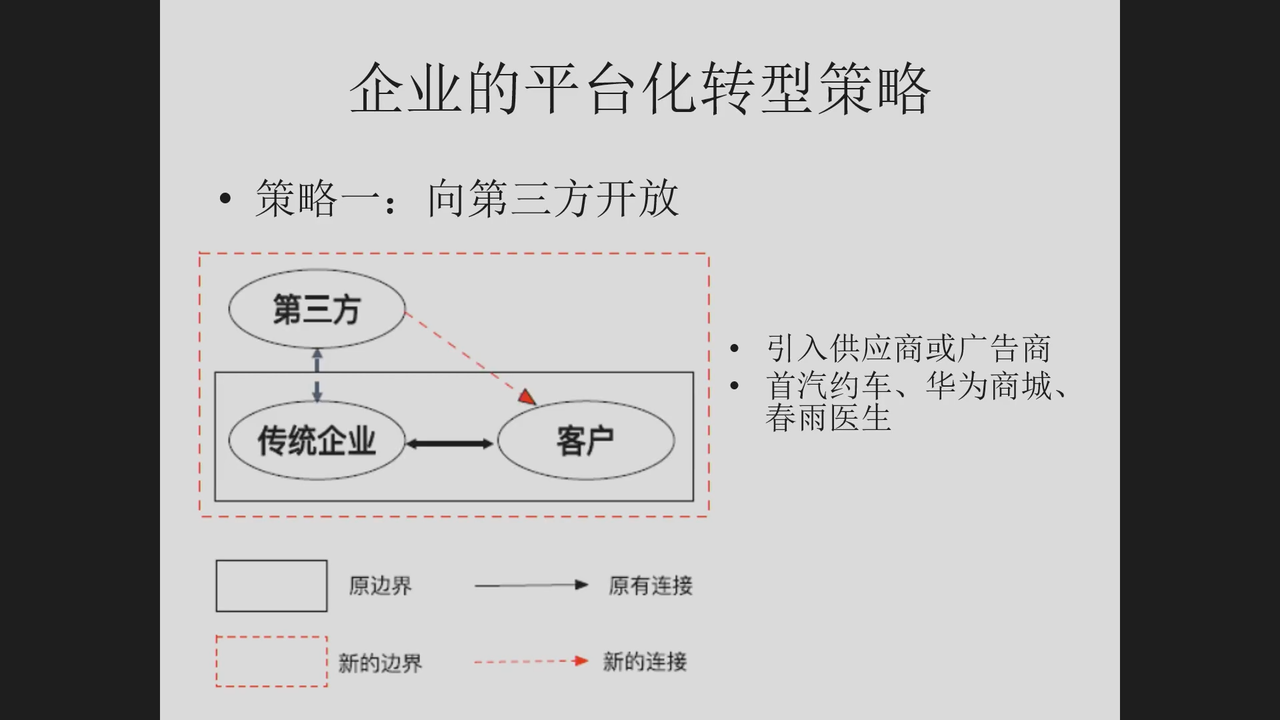 企业的平台化转型策略
• 策略一：向第三方开放
第三方
传统企业
客户
• 引入供应商或广告商
• 首汽约车、华为商城、
春雨医生
原边界
原有连接
新的边界
新的连接